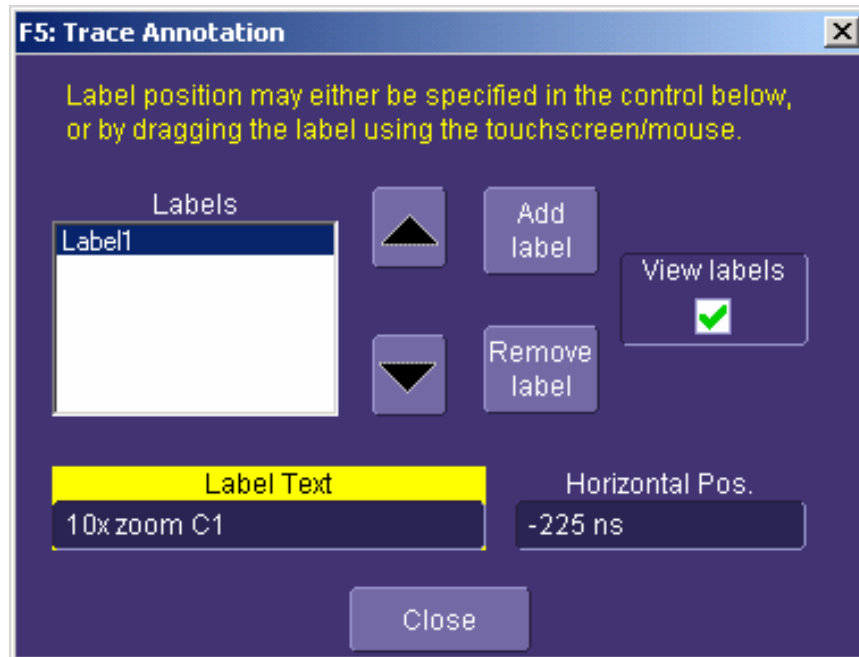 F5: Trace Annotation
Label position may either be specified in the control below,
or by dragging the label using the touchscreen/mouse.
Labels
Label1
Add
label
Remove
label
View labels
Label Text
10x zoom C1
Horizontal Pos.
-225 ns
Close